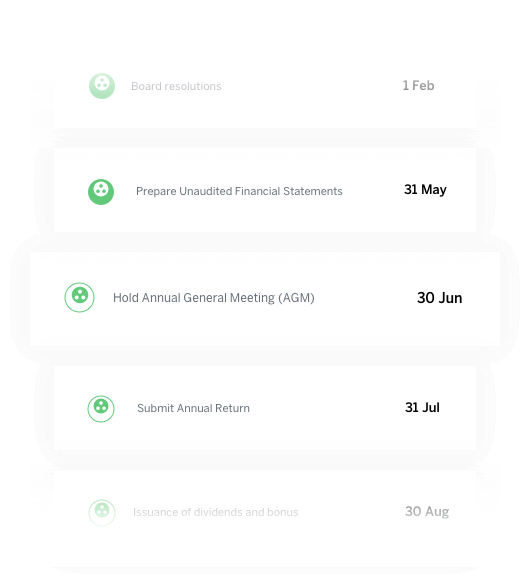 Board resolutions 1 Feb
Prepare Unaudited Financial Statements 31 May
Hold Annual General Meeting (AGM) 30 Jun
Submit Annual Return 31 Jul
Issuance of dividends and bonus 30 Aug